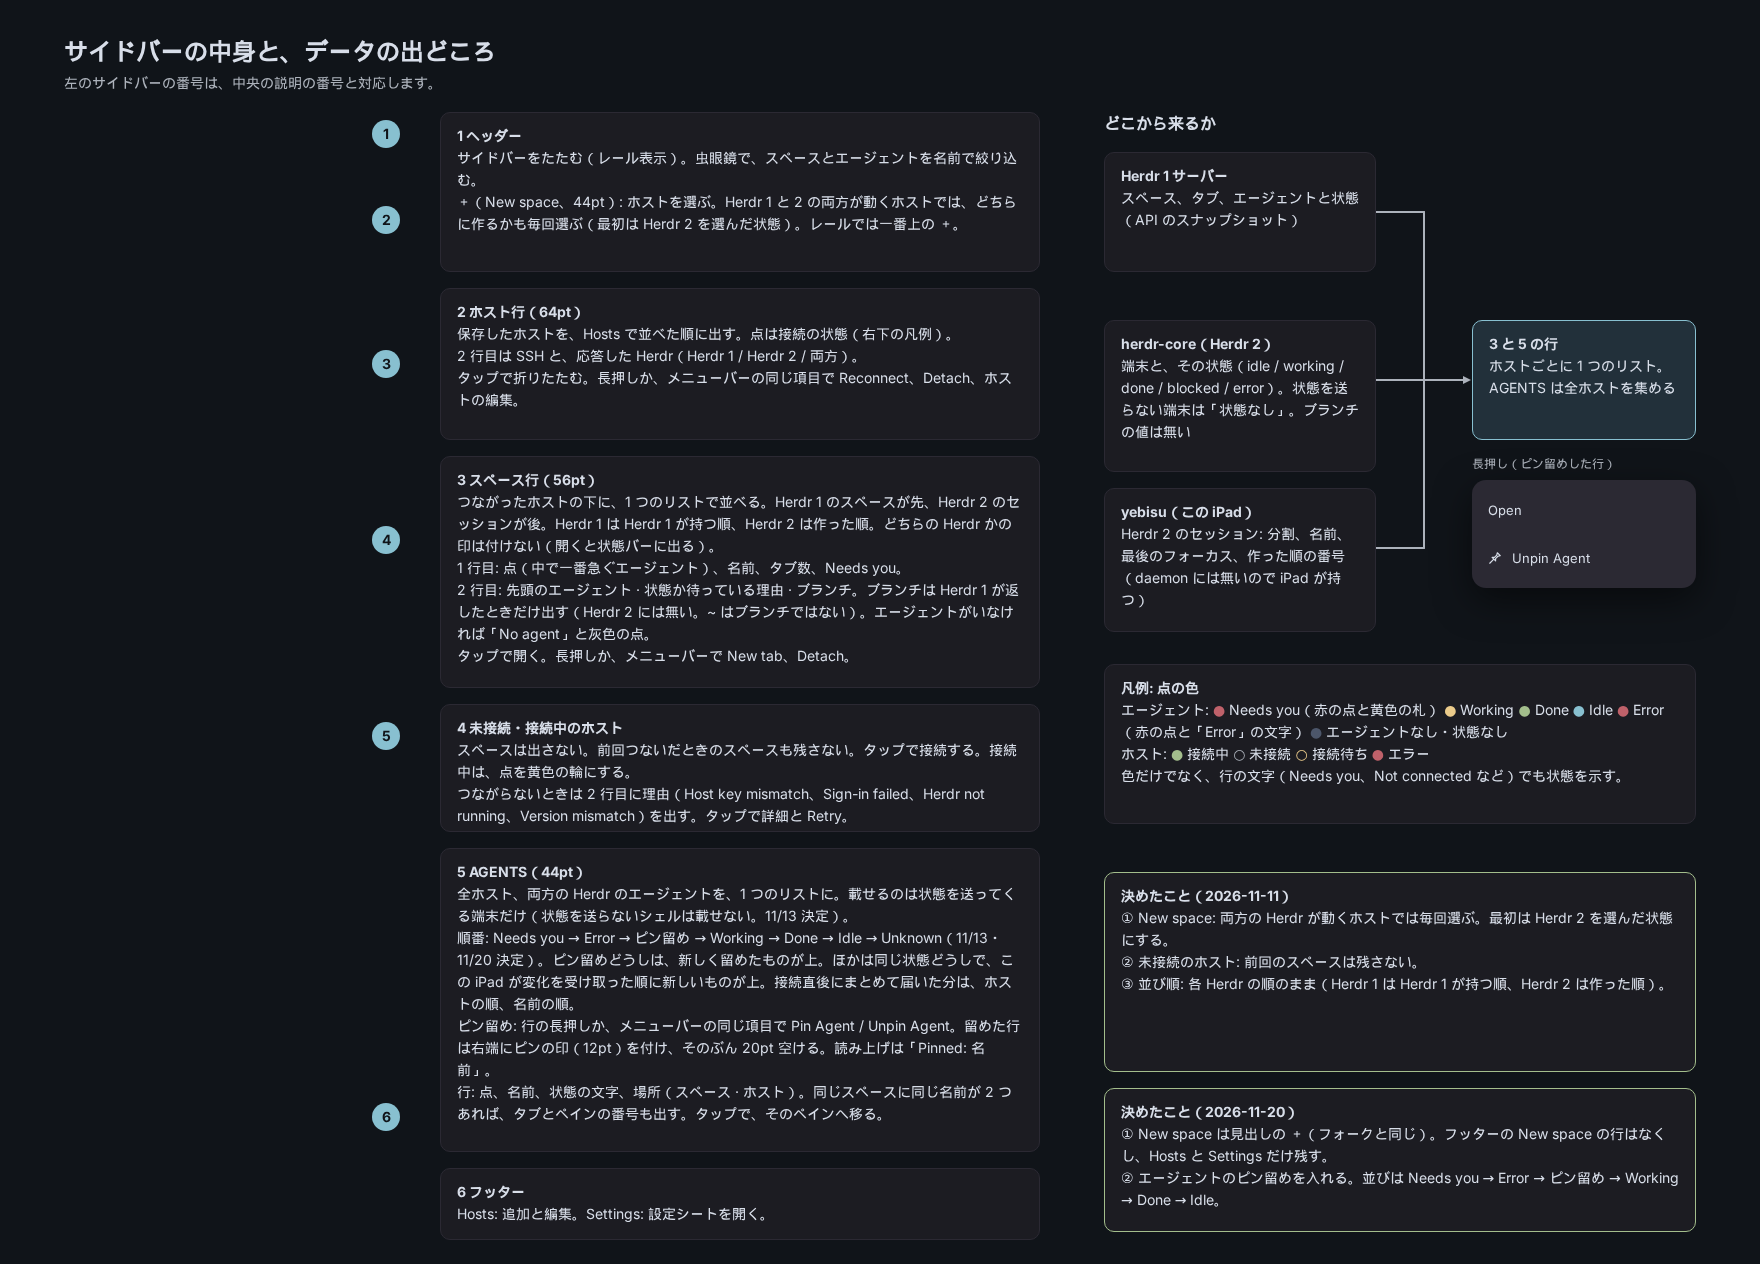 サイドバーの中身と、データの出どころ
左のサイドバーの番号は、中央の説明の番号と対応します。
1
2
3
4
5
6
1 ヘッダー
サイドバーをたたむ（レール表示）。虫眼鏡で、スペースとエージェントを名前で絞り込
む。
+（New space、44pt）: ホストを選ぶ。Herdr 1 と 2 の両方が動くホストでは、どちら
に作るかも毎回選ぶ（最初は Herdr 2 を選んだ状態）。レールでは一番上の +。
2 ホスト行（64pt）
保存したホストを、Hosts で並べた順に出す。点は接続の状態（右下の凡例）。
2 行目は SSH と、応答した Herdr（Herdr 1 / Herdr 2 / 両方）。
タップで折りたたむ。長押しか、メニューバーの同じ項目で Reconnect、Detach、ホス
トの編集。
3 スペース行（56pt）
つながったホストの下に、1 つのリストで並べる。Herdr 1 のスペースが先、Herdr 2 のセ
ッションが後。Herdr 1 は Herdr 1 が持つ順、Herdr 2 は作った順。どちらの Herdr かの
印は付けない（開くと状態バーに出る）。
1 行目: 点（中で一番急ぐエージェント）、名前、タブ数、Needs you。
2 行目: 先頭のエージェント · 状態か待っている理由 · ブランチ。ブランチは Herdr 1 が返
したときだけ出す（Herdr 2 には無い。~ はブランチではない）。エージェントがいなけ
れば「No agent」と灰色の点。
タップで開く。長押しか、メニューバーで New tab、Detach。
4 未接続・接続中のホスト
スペースは出さない。前回つないだときのスペースも残さない。タップで接続する。接続
中は、点を黄色の輪にする。
つながらないときは 2 行目に理由（Host key mismatch、Sign-in failed、Herdr not
running、Version mismatch）を出す。タップで詳細と Retry。
5 AGENTS（44pt）
全ホスト、両方の Herdr のエージェントを、1 つのリストに。載せるのは状態を送ってく
る端末だけ（状態を送らないシェルは載せない。11/13 決定）。
順番: Needs you → Error → ピン留め → Working → Done → Idle → Unknown（11/13・
11/20 決定）。ピン留めどうしは、新しく留めたものが上。ほかは同じ状態どうしで、こ
の iPad が変化を受け取った順に新しいものが上。接続直後にまとめて届いた分は、ホス
トの順、名前の順。
ピン留め: 行の長押しか、メニューバーの同じ項目で Pin Agent / Unpin Agent。留めた行
は右端にピンの印（12pt）を付け、そのぶん 20pt 空ける。読み上げは「Pinned: 名
前」。
行: 点、名前、状態の文字、場所（スペース · ホスト）。同じスペースに同じ名前が 2 つ
あれば、タブとペインの番号も出す。タップで、そのペインへ移る。
6 フッター
Hosts: 追加と編集。Settings: 設定シートを開く。
どこから来るか
Herdr 1 サーバー
スペース、タブ、エージェントと状態
（API のスナップショット）
herdr-core（Herdr 2）
端末と、その状態（idle / working /
done / blocked / error）。状態を送
らない端末は「状態なし」。ブランチ
の値は無い
yebisu（この iPad）
Herdr 2 のセッション: 分割、名前、
最後のフォーカス、作った順の番号
（daemon には無いので iPad が持
つ）
3 と 5 の行
ホストごとに 1 つのリスト。
AGENTS は全ホストを集める
長押し（ピン留めした行）
Open
Unpin Agent
凡例: 点の色
エージェント: Needs you（赤の点と黄色の札） Working Done Idle Error
（赤の点と「Error」の文字） エージェントなし・状態なし
ホスト: 接続中 未接続 接続待ち エラー
色だけでなく、行の文字（Needs you、Not connected など）でも状態を示す。
決めたこと（2026-11-11）
① New space: 両方の Herdr が動くホストでは毎回選ぶ。最初は Herdr 2 を選んだ状態
にする。
② 未接続のホスト: 前回のスペースは残さない。
③ 並び順: 各 Herdr の順のまま（Herdr 1 は Herdr 1 が持つ順、Herdr 2 は作った順）。
決めたこと（2026-11-20）
① New space は見出しの +（フォークと同じ）。フッターの New space の行はなく
し、Hosts と Settings だけ残す。
② エージェントのピン留めを入れる。並びは Needs you → Error → ピン留め → Working
→ Done → Idle。